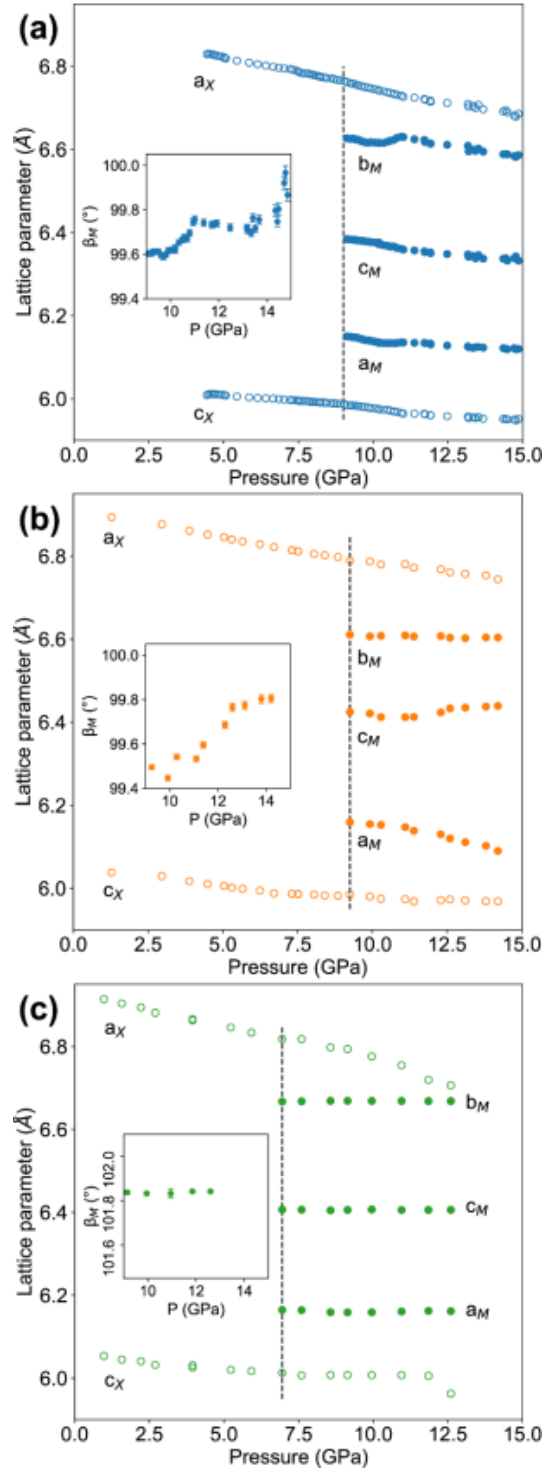 (a)
6.8
6.6
6.4
6.2
6.0
Lattice parameter (Å)
a_X
b_M
c_M
a_M
c_X
100.0
99.8
99.6
99.4
β_M (°)
10 12 14
P (GPa)
0.0 2.5 5.0 7.5 10.0 12.5 15.0
Pressure (GPa)
(b)
6.8
6.6
6.4
6.2
6.0
Lattice parameter (Å)
a_X
b_M
c_M
a_M
c_X
100.0
99.8
99.6
99.4
β_M (°)
10 12 14
P (GPa)
0.0 2.5 5.0 7.5 10.0 12.5 15.0
Pressure (GPa)
(c)
6.8
6.6
6.4
6.2
6.0
Lattice parameter (Å)
a_X
b_M
c_M
a_M
c_X
102.0
101.8
101.6
β_M (°)
10 12 14
P (GPa)
0.0 2.5 5.0 7.5 10.0 12.5 15.0
Pressure (GPa)